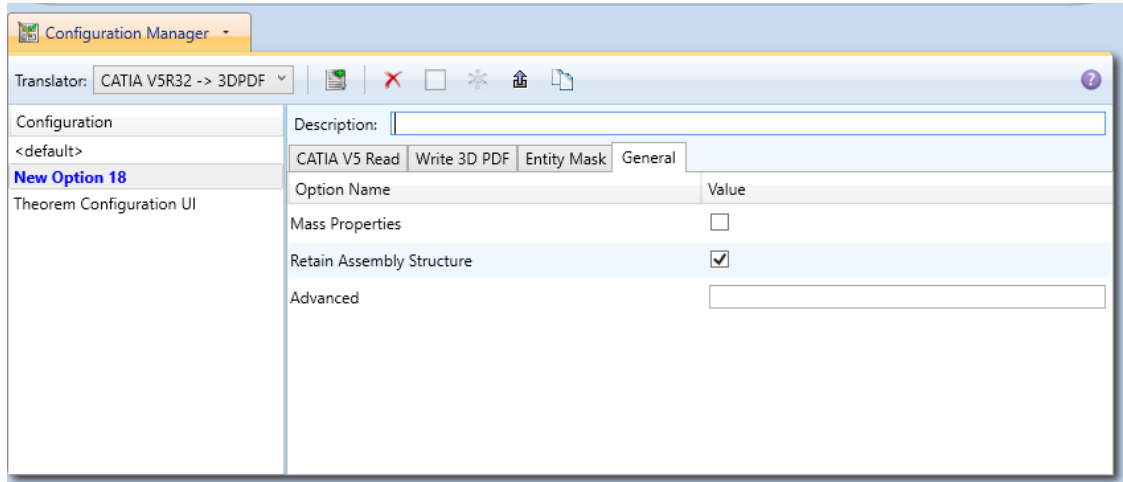 Configuration Manager
Translator: CATIA V5R32 -> 3DPDF
?
Configuration
<default>
New Option 18
Theorem Configuration UI
Description:
CATIA V5 Read Write 3D PDF Entity Mask General
Option Name Value
Mass Properties
Retain Assembly Structure
Advanced